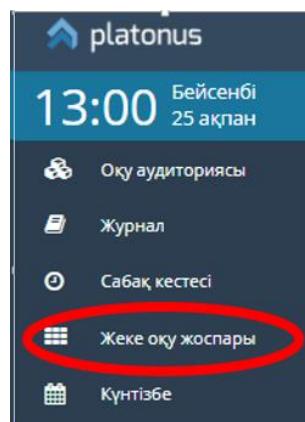 platonus
13:00 Бейсенбі
25 ақпан
Оқу аудиториясы
Журнал
Сабақ кестесі
Жеке оқу жоспары
Күнтізбе